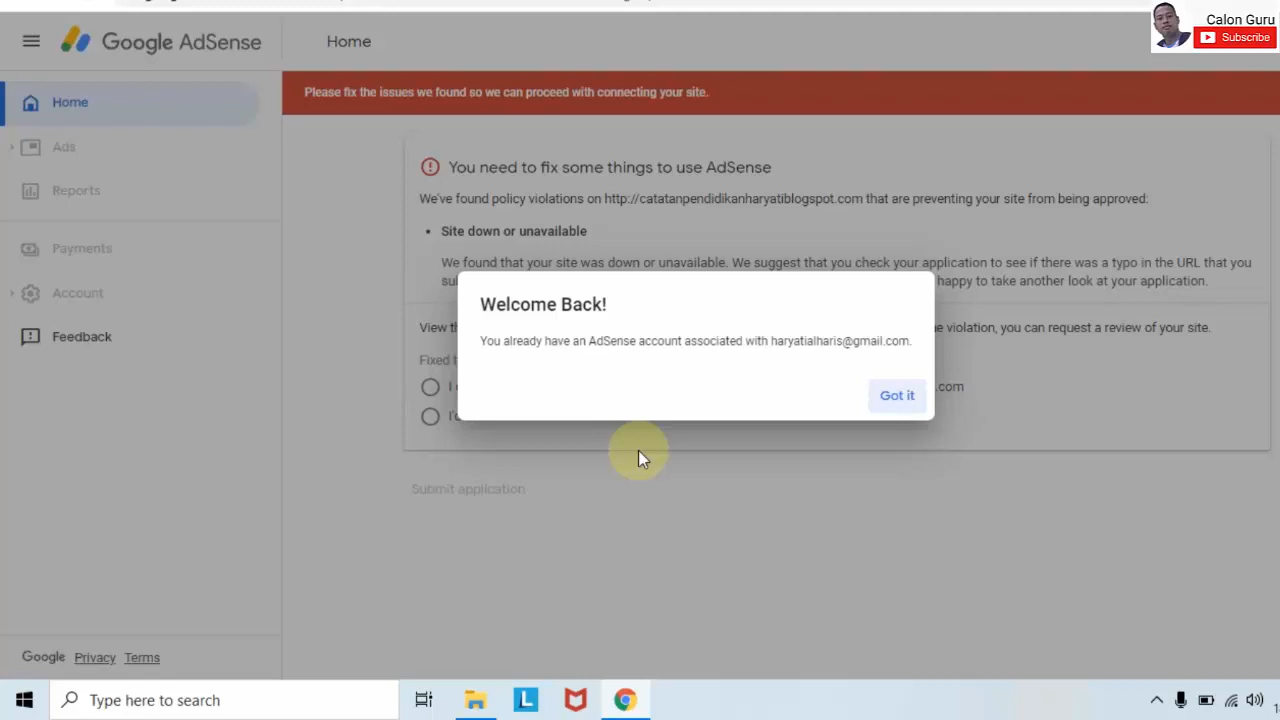 Calon Guru
Subscribe
Google AdSense
Home
Home
Ads
Reports
Payments
Account
Feedback
Please fix the issues we found so we can proceed with connecting your site.
You need to fix some things to use AdSense
We've found policy violations on http://catatanpendidikanharyatiblogspot.com that are preventing your site from being approved:
• Site down or unavailable
We found that your site was down or unavailable. We suggest that you check your application to see if there was a typo in the URL that you
happy to take another look at your application.
View
violation, you can request a review of your site.
Fixed
I
.com
Welcome Back!
You already have an AdSense account associated with haryatialharis@gmail.com.
Got it
Submit application
Google Privacy Terms
Type here to search